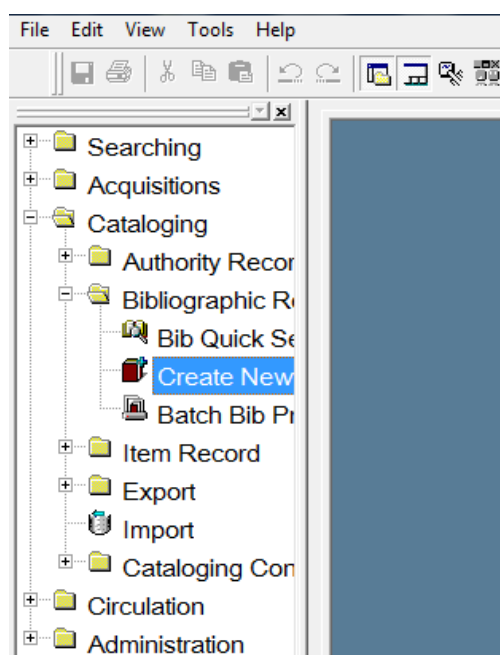 File Edit View Tools Help
Searching
Acquisitions
Cataloging
Authority Recor
Bibliographic R
Bib Quick Se
Create New
Batch Bib Pr
Item Record
Export
Import
Cataloging Con
Circulation
Administration